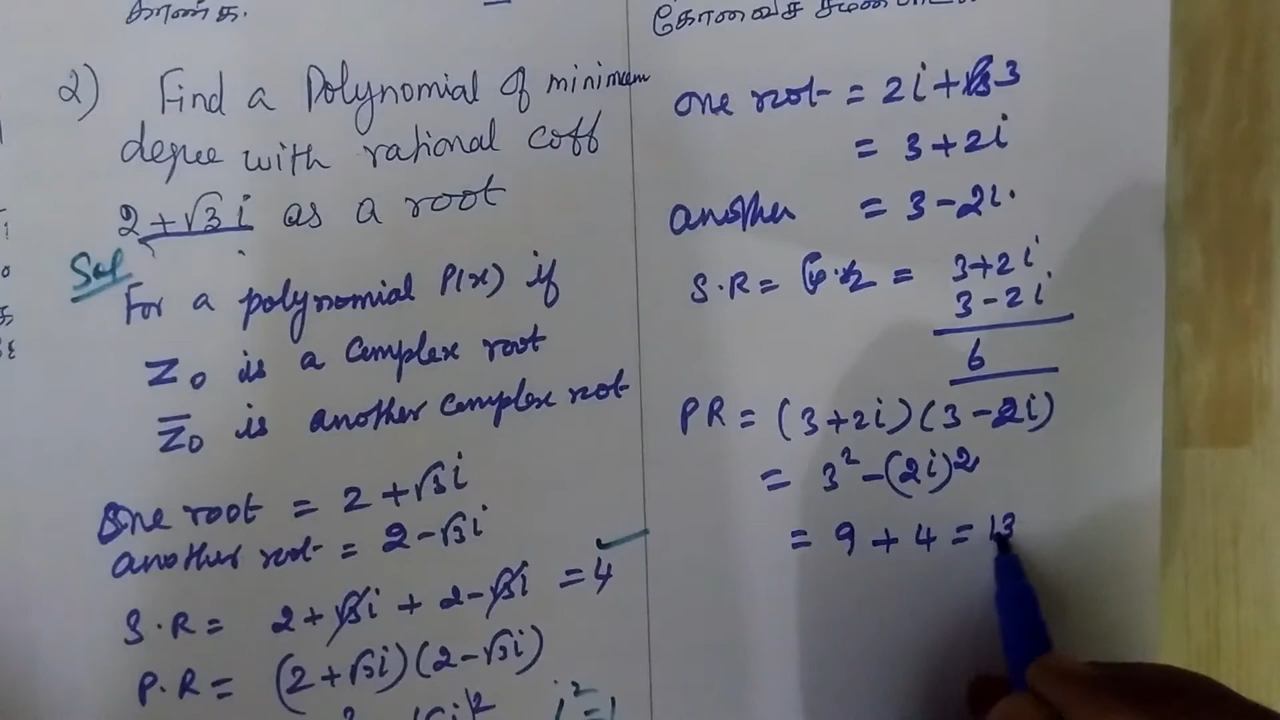 காண்க.
2) Find a Polynomial of minimum
degree with rational coff
2 + √3 i as a root
Sol
For a polynomial P(x) if
Z₀ is a complex root
Z̅₀ is another complex root
One root = 2 + √3i
another root = 2 - √3i
S.R = 2 + √3i + 2 - √3i = 4
P.R = (2 + √3i)(2 - √3i)
கோவைச் சமன்பாட
one root = 2i + 3
= 3 + 2i
another = 3 - 2i.
S.R = = 3+2i
3-2i
6
PR = (3+2i)(3-2i)
= 3² - (2i)²
= 9 + 4 = 13